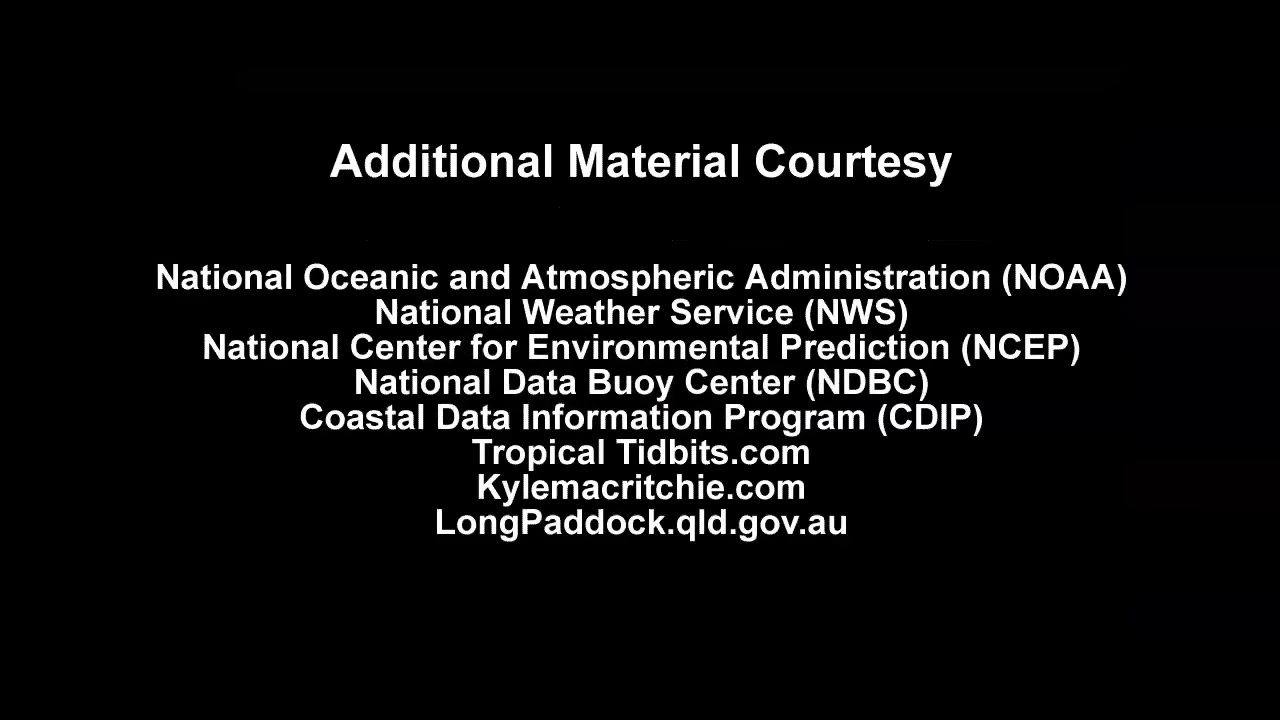 Additional Material Courtesy
National Oceanic and Atmospheric Administration (NOAA)
National Weather Service (NWS)
National Center for Environmental Prediction (NCEP)
National Data Buoy Center (NDBC)
Coastal Data Information Program (CDIP)
Tropical Tidbits.com
Kylemacritchie.com
LongPaddock.qld.gov.au